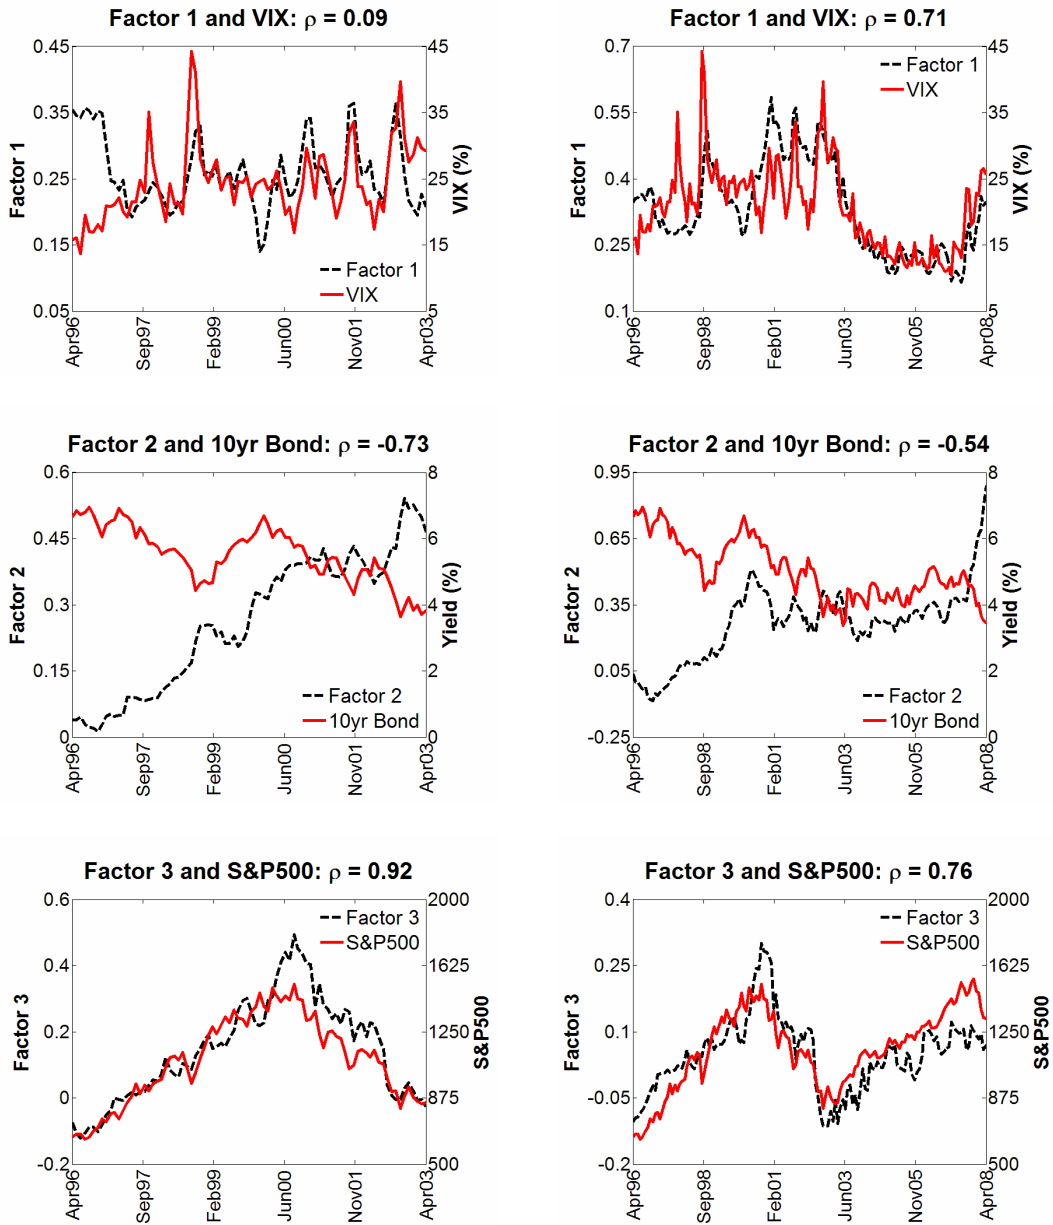 Factor 1 and VIX: ρ = 0.09
0.45
0.35
0.25
0.15
0.05
Factor 1
45
35
25
15
5
VIX (%)
Factor 1
VIX
Apr96
Sep97
Feb99
Jun00
Nov01
Apr03
Factor 1 and VIX: ρ = 0.71
0.7
0.55
0.4
0.25
0.1
Factor 1
45
35
25
15
5
VIX (%)
Factor 1
VIX
Apr96
Sep98
Feb01
Jun03
Nov05
Apr08
Factor 2 and 10yr Bond: ρ = -0.73
0.6
0.45
0.3
0.15
0
Factor 2
8
6
4
2
0
Yield (%)
Factor 2
10yr Bond
Apr96
Sep97
Feb99
Jun00
Nov01
Apr03
Factor 2 and 10yr Bond: ρ = -0.54
0.95
0.65
0.35
0.05
-0.25
Factor 2
8
6
4
2
0
Yield (%)
Factor 2
10yr Bond
Apr96
Sep98
Feb01
Jun03
Nov05
Apr08
Factor 3 and S&P500: ρ = 0.92
0.6
0.4
0.2
0
-0.2
Factor 3
2000
1625
1250
875
500
S&P500
Factor 3
S&P500
Apr96
Sep97
Feb99
Jun00
Nov01
Apr03
Factor 3 and S&P500: ρ = 0.76
0.4
0.25
0.1
-0.05
-0.2
Factor 3
2000
1625
1250
875
500
S&P500
Factor 3
S&P500
Apr96
Sep98
Feb01
Jun03
Nov05
Apr08